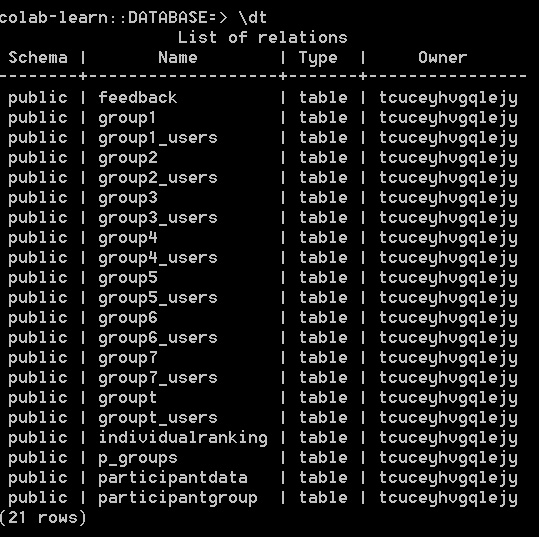 colab-learn::DATABASE=> \dt
                  List of relations
 Schema |       Name        | Type  |     Owner
--------+-------------------+-------+----------------
 public | feedback          | table | tcuceyhvgqlejy
 public | group1            | table | tcuceyhvgqlejy
 public | group1_users      | table | tcuceyhvgqlejy
 public | group2            | table | tcuceyhvgqlejy
 public | group2_users      | table | tcuceyhvgqlejy
 public | group3            | table | tcuceyhvgqlejy
 public | group3_users      | table | tcuceyhvgqlejy
 public | group4            | table | tcuceyhvgqlejy
 public | group4_users      | table | tcuceyhvgqlejy
 public | group5            | table | tcuceyhvgqlejy
 public | group5_users      | table | tcuceyhvgqlejy
 public | group6            | table | tcuceyhvgqlejy
 public | group6_users      | table | tcuceyhvgqlejy
 public | group7            | table | tcuceyhvgqlejy
 public | group7_users      | table | tcuceyhvgqlejy
 public | groupt            | table | tcuceyhvgqlejy
 public | groupt_users      | table | tcuceyhvgqlejy
 public | individualranking | table | tcuceyhvgqlejy
 public | p_groups          | table | tcuceyhvgqlejy
 public | participantdata   | table | tcuceyhvgqlejy
 public | participantgroup  | table | tcuceyhvgqlejy
(21 rows)